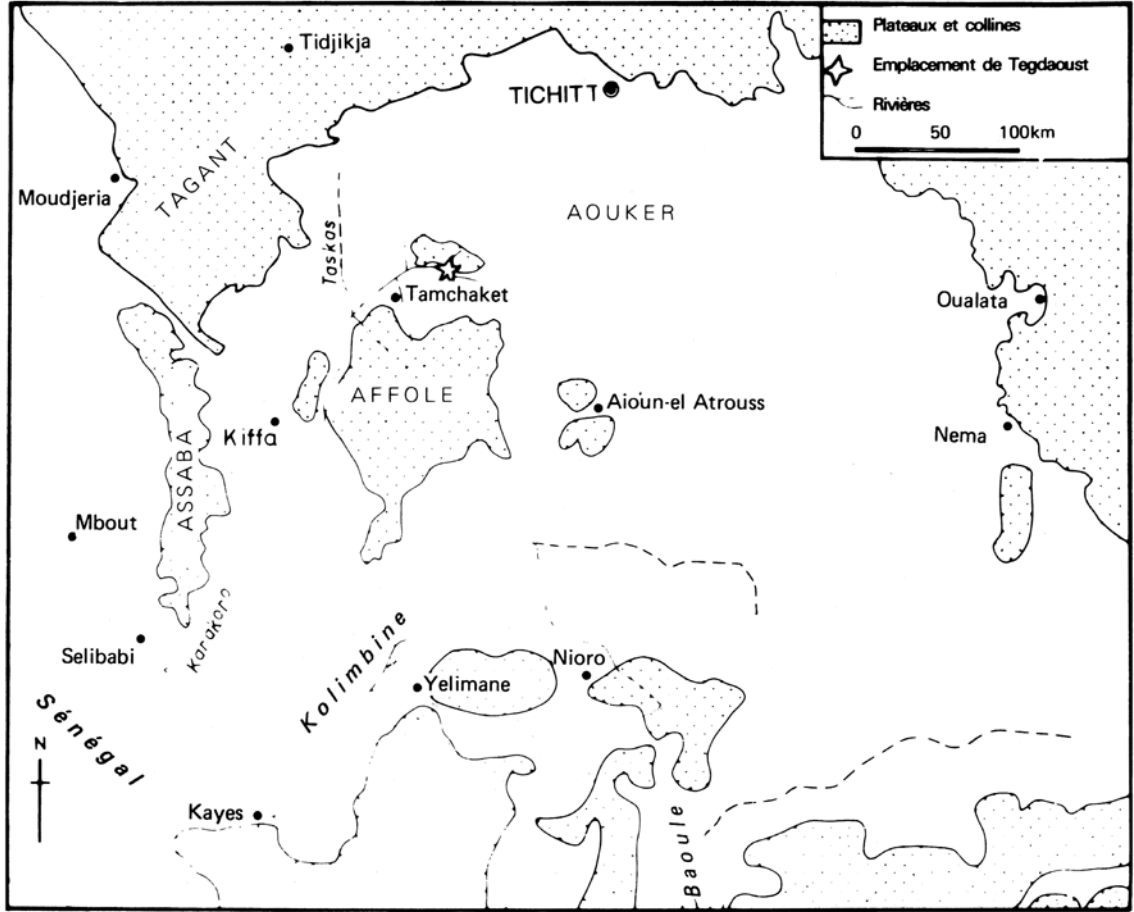 Plateaux et collines
Emplacement de Tegdaoust
Rivières
0 50 100km
Tidjikja
TICHITT
Moudjeria
TAGANT
AOUKER
Taskas
Tamchaket
Oualata
AFFOLE
Aioun-el Atrouss
Kiffa
Nema
ASSABA
Mbout
Karakoro
Selibabi
Kolimbine
Nioro
Yelimane
Sénégal
N
Kayes
Baoule